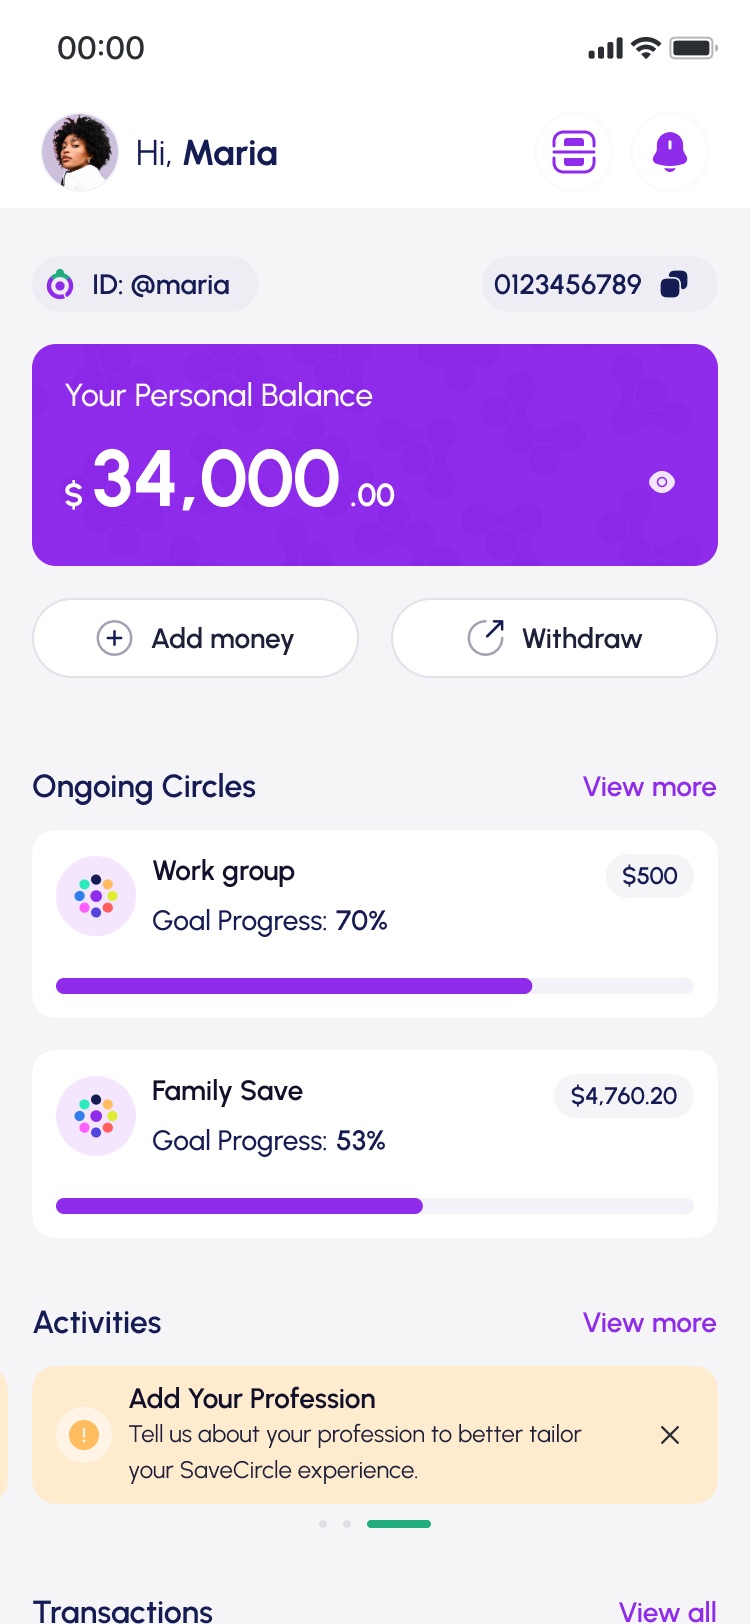 00:00
Hi, Maria
ID: @maria
0123456789
Your Personal Balance
$ 34,000 .00
Add money
Withdraw
Ongoing Circles
View more
Work group
$500
Goal Progress: 70%
Family Save
$4,760.20
Goal Progress: 53%
Activities
View more
Add Your Profession
Tell us about your profession to better tailor
your SaveCircle experience.
Transactions
View all